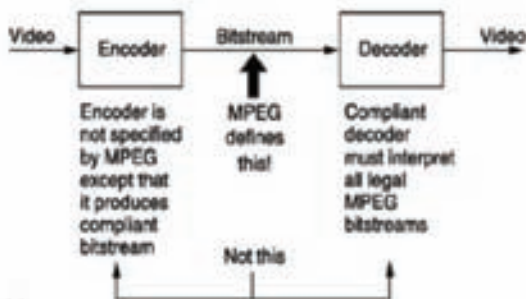 Video
Encoder
Bitstream
Decoder
Video
Encoder is
not specified
by MPEG
except that
it produces
compliant
bitstream
MPEG
defines
this!
Compliant
decoder
must interpret
all legal
MPEG
bitstreams
Not this